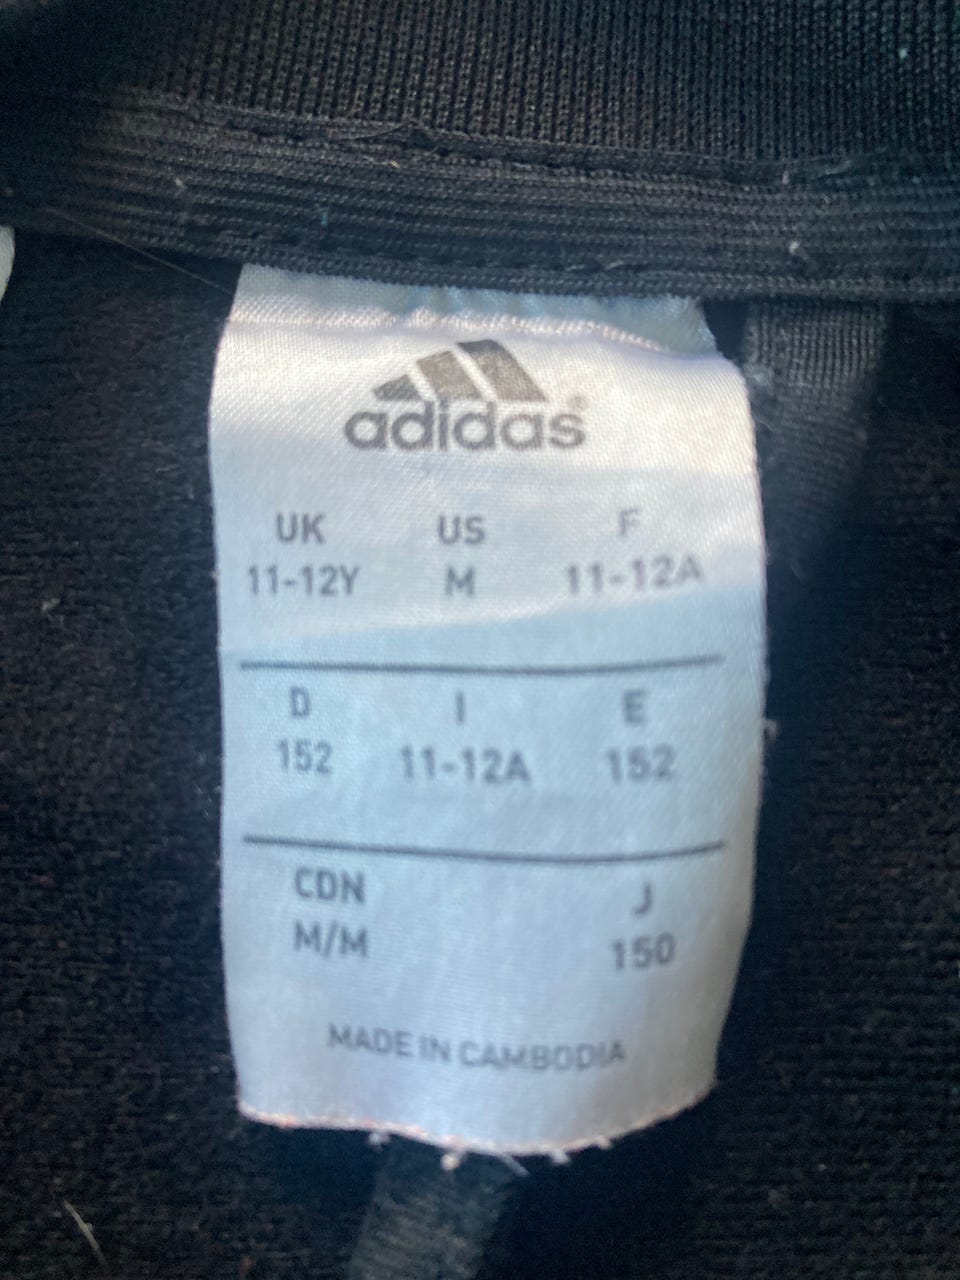 adidas®
UK US F
11-12Y M 11-12A
D I E
152 11-12A 152
CDN J
M/M 150
MADE IN CAMBODIA